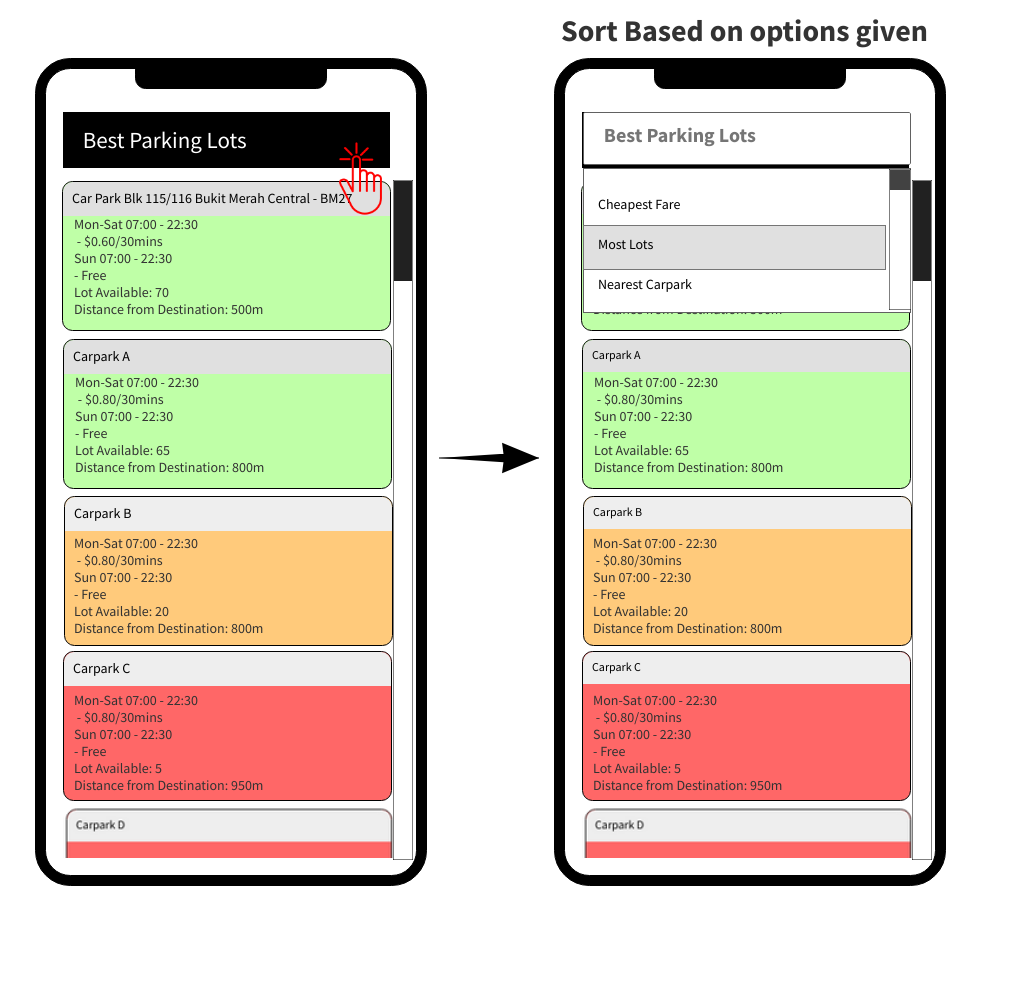 Sort Based on options given
Best Parking Lots
Car Park Blk 115/116 Bukit Merah Central - BM27
Mon-Sat 07:00 - 22:30
- $0.60/30mins
Sun 07:00 - 22:30
- Free
Lot Available: 70
Distance from Destination: 500m
Carpark A
Mon-Sat 07:00 - 22:30
- $0.80/30mins
Sun 07:00 - 22:30
- Free
Lot Available: 65
Distance from Destination: 800m
Carpark B
Mon-Sat 07:00 - 22:30
- $0.80/30mins
Sun 07:00 - 22:30
- Free
Lot Available: 20
Distance from Destination: 800m
Carpark C
Mon-Sat 07:00 - 22:30
- $0.80/30mins
Sun 07:00 - 22:30
- Free
Lot Available: 5
Distance from Destination: 950m
Carpark D
Best Parking Lots
Cheapest Fare
Most Lots
Nearest Carpark
Carpark A
Mon-Sat 07:00 - 22:30
- $0.80/30mins
Sun 07:00 - 22:30
- Free
Lot Available: 65
Distance from Destination: 800m
Carpark B
Mon-Sat 07:00 - 22:30
- $0.80/30mins
Sun 07:00 - 22:30
- Free
Lot Available: 20
Distance from Destination: 800m
Carpark C
Mon-Sat 07:00 - 22:30
- $0.80/30mins
Sun 07:00 - 22:30
- Free
Lot Available: 5
Distance from Destination: 950m
Carpark D